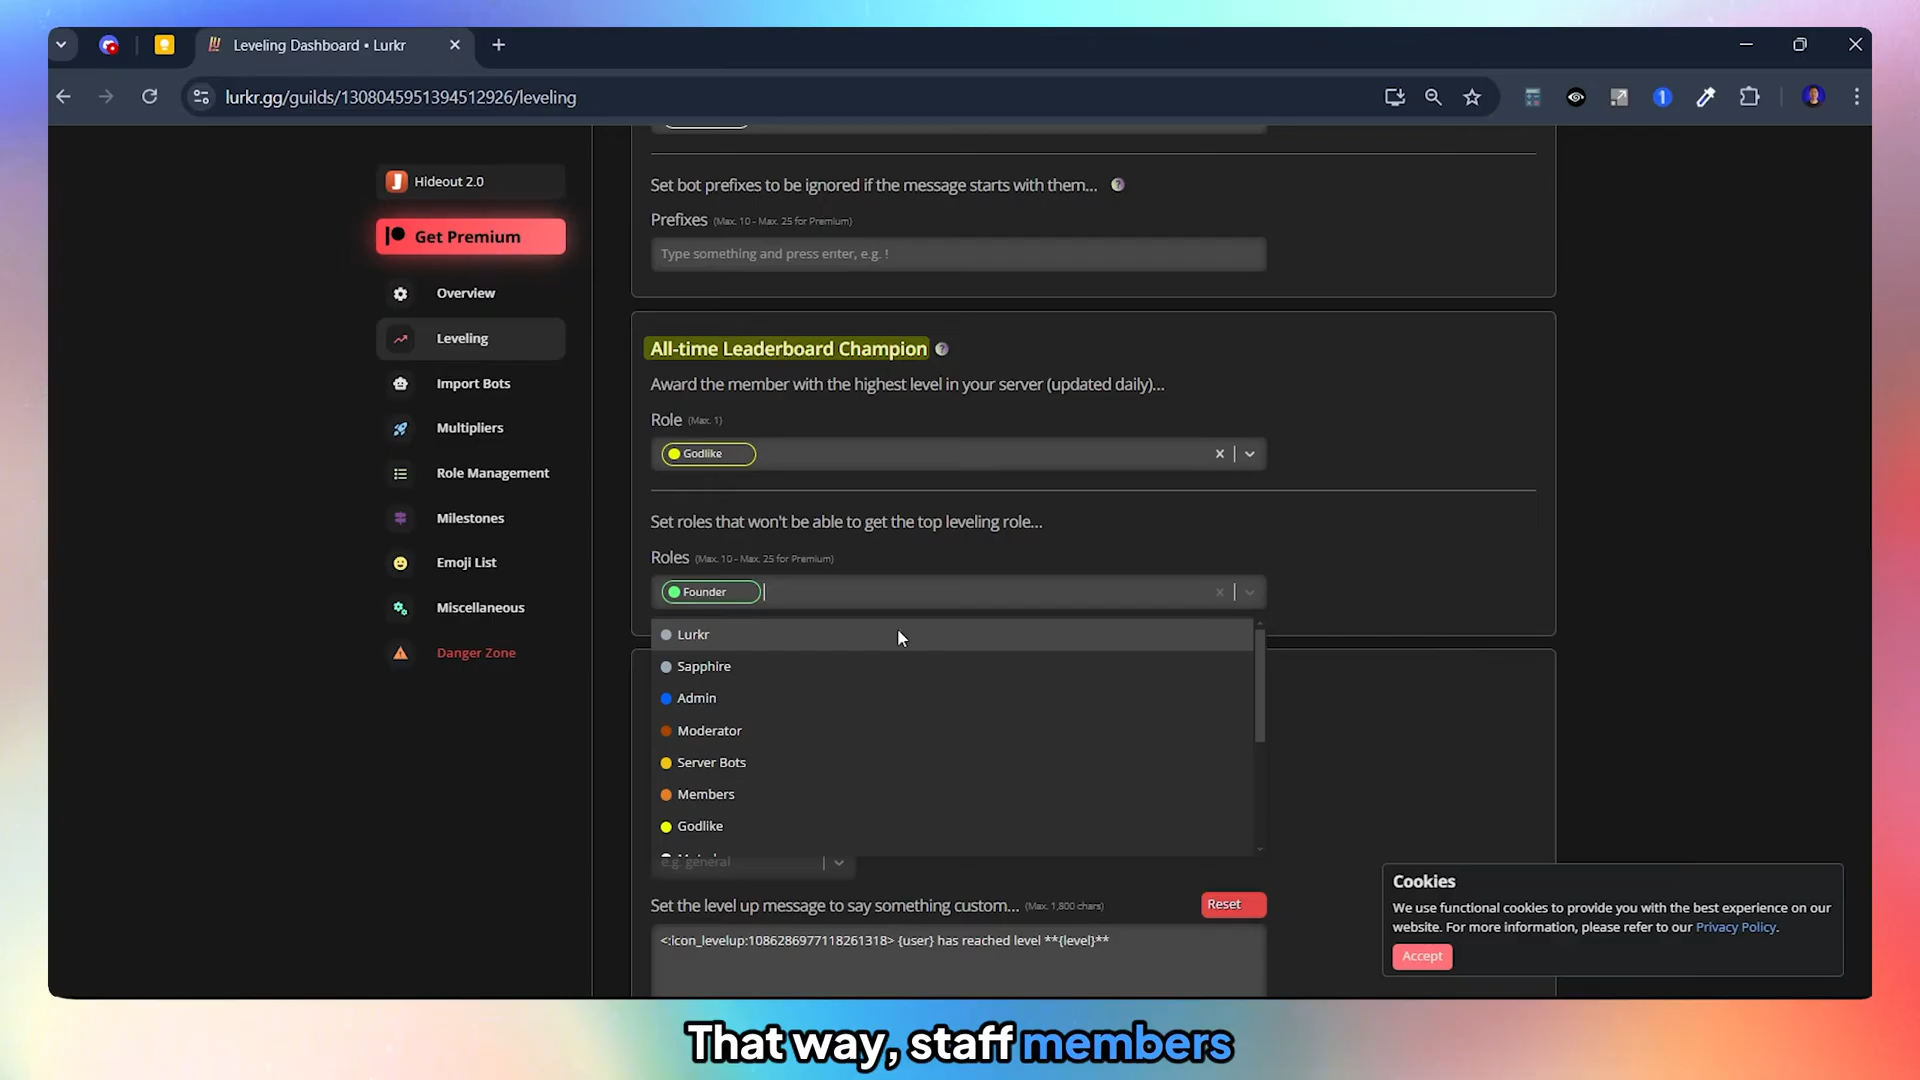 Leveling Dashboard • Lurkr
lurkr.gg/guilds/1308045951394512926/leveling
Hideout 2.0
Get Premium
Overview
Leveling
Import Bots
Multipliers
Role Management
Milestones
Emoji List
Miscellaneous
Danger Zone
Set bot prefixes to be ignored if the message starts with them...
Prefixes (Max. 10 - Max. 25 for Premium)
Type something and press enter, e.g. !
All-time Leaderboard Champion
Award the member with the highest level in your server (updated daily)...
Role (Max. 1)
Godlike
Set roles that won't be able to get the top leveling role...
Roles (Max. 10 - Max. 25 for Premium)
Founder
Lurkr
Sapphire
Admin
Moderator
Server Bots
Members
Godlike
e.g. general
Set the level up message to say something custom... (Max. 1,800 chars)
Reset
<:icon_levelup:1086286977118261318> {user} has reached level **{level}**
Cookies
We use functional cookies to provide you with the best experience on our
website. For more information, please refer to our Privacy Policy.
Accept
That way, staff members